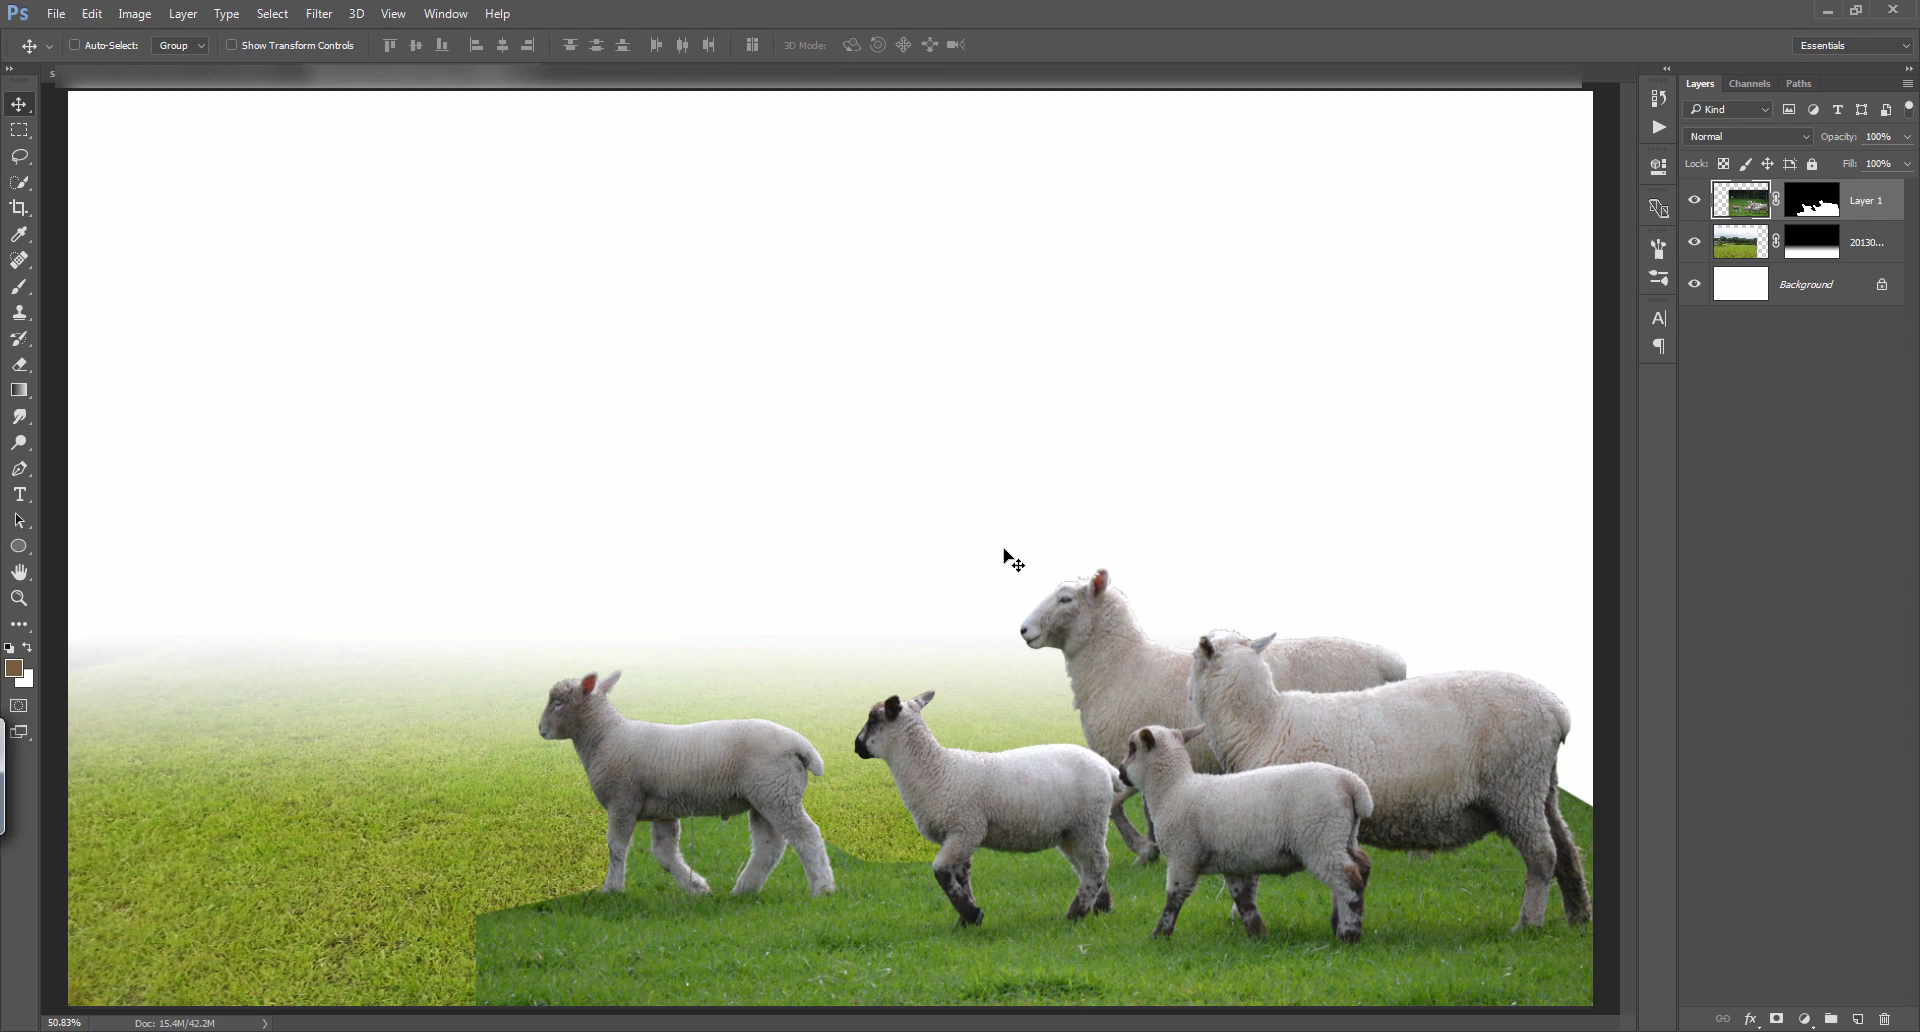 Ps File Edit Image Layer Type Select Filter 3D View Window Help
Auto-Select: Group Show Transform Controls 3D Mode: Essentials
s
Layers Channels Paths
Kind
Normal Opacity: 100%
Lock: Fill: 100%
Layer 1
20130...
Background
50.83% Doc: 15.4M/42.2M